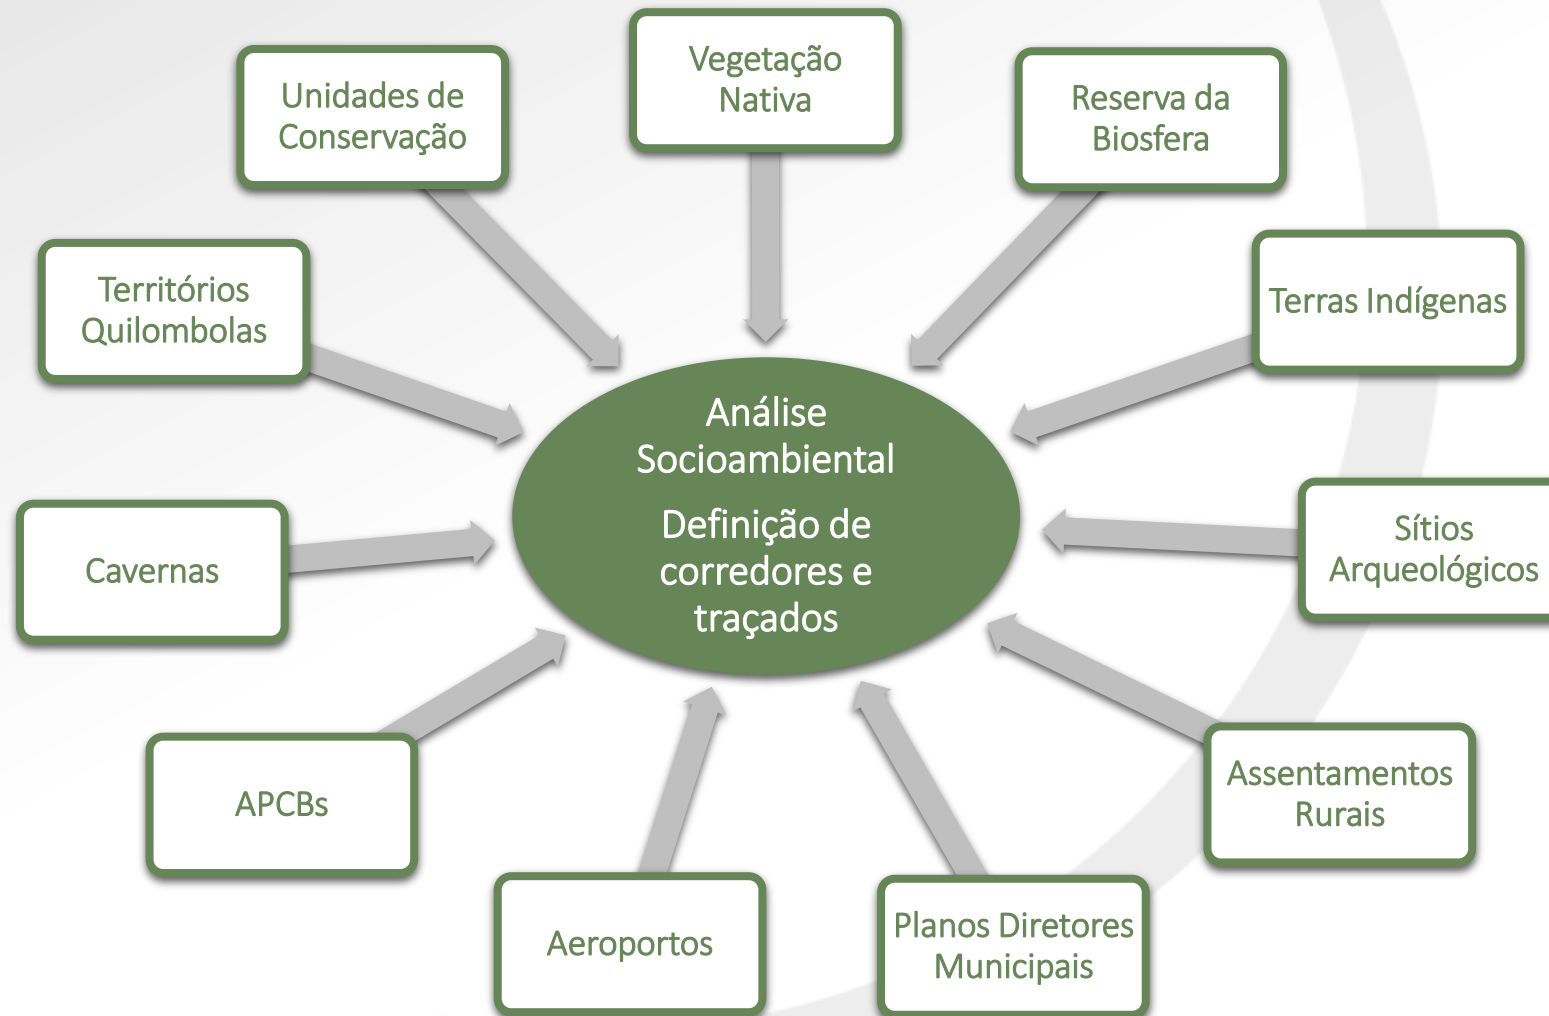 Vegetação
Nativa
Unidades de
Conservação
Reserva da
Biosfera
Territórios
Quilombolas
Terras Indígenas
Análise
Socioambiental
Definição de
corredores e
traçados
Cavernas
Sítios
Arqueológicos
APCBs
Assentamentos
Rurais
Aeroportos
Planos Diretores
Municipais